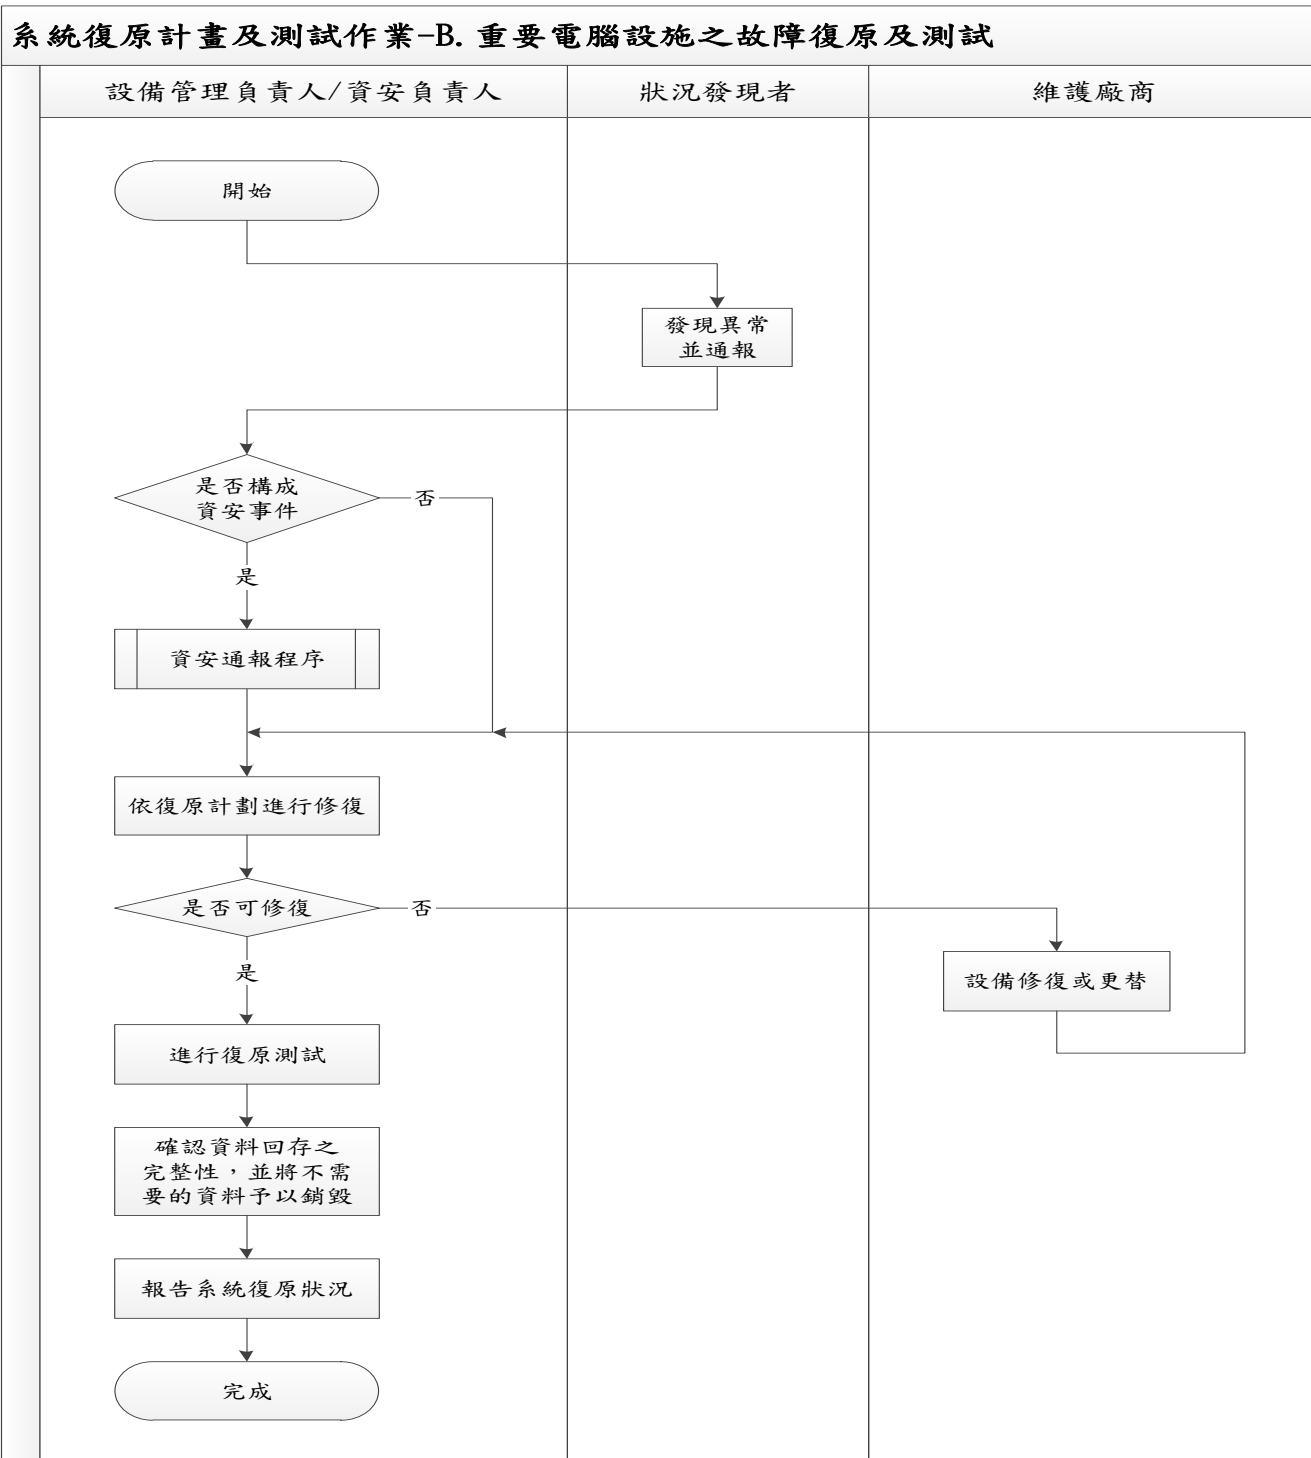 系統復原計畫及測試作業-B.重要電腦設施之故障復原及測試
設備管理負責人/資安負責人
狀況發現者
維護廠商
開始
發現異常
並通報
是否構成
資安事件
否
是
資安通報程序
依復原計劃進行修復
是否可修復
否
是
設備修復或更替
進行復原測試
確認資料回存之
完整性，並將不需
要的資料予以銷毀
報告系統復原狀況
完成